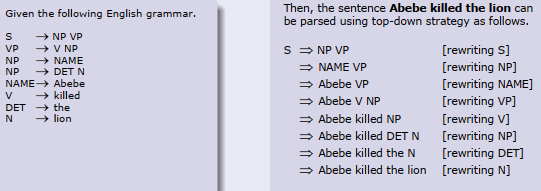 Given the following English grammar.
S → NP VP
VP → V NP
NP → NAME
NP → DET N
NAME → Abebe
V → killed
DET → the
N → lion
Then, the sentence Abebe killed the lion can
be parsed using top-down strategy as follows.
S ⇒ NP VP [rewriting S]
⇒ NAME VP [rewriting NP]
⇒ Abebe VP [rewriting NAME]
⇒ Abebe V NP [rewriting VP]
⇒ Abebe killed NP [rewriting V]
⇒ Abebe killed DET N [rewriting NP]
⇒ Abebe killed the N [rewriting DET]
⇒ Abebe killed the lion [rewriting N]